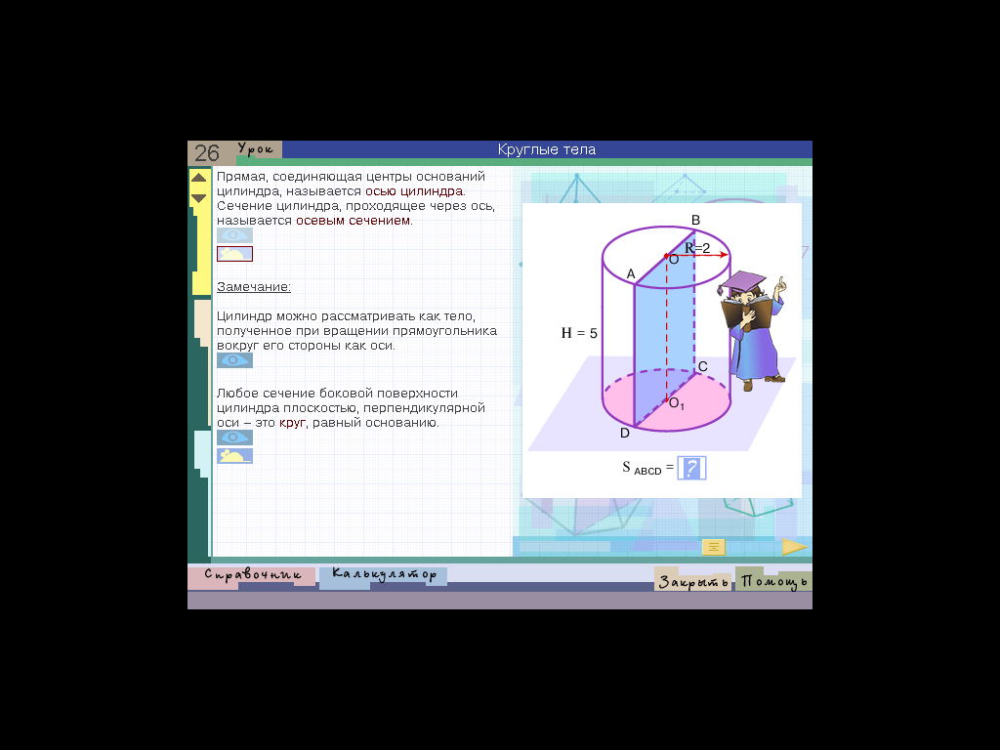 26 Урок
Круглые тела
Прямая, соединяющая центры оснований
цилиндра, называется осью цилиндра.
Сечение цилиндра, проходящее через ось,
называется осевым сечением.
Замечание:
Цилиндр можно рассматривать как тело,
полученное при вращении прямоугольника
вокруг его стороны как оси.
Любое сечение боковой поверхности
цилиндра плоскостью, перпендикулярной
оси – это круг, равный основанию.
B
R=2
O
A
H = 5
C
O₁
D
S ABCD = ?
Справочник
Калькулятор
Закрыть
Помощь